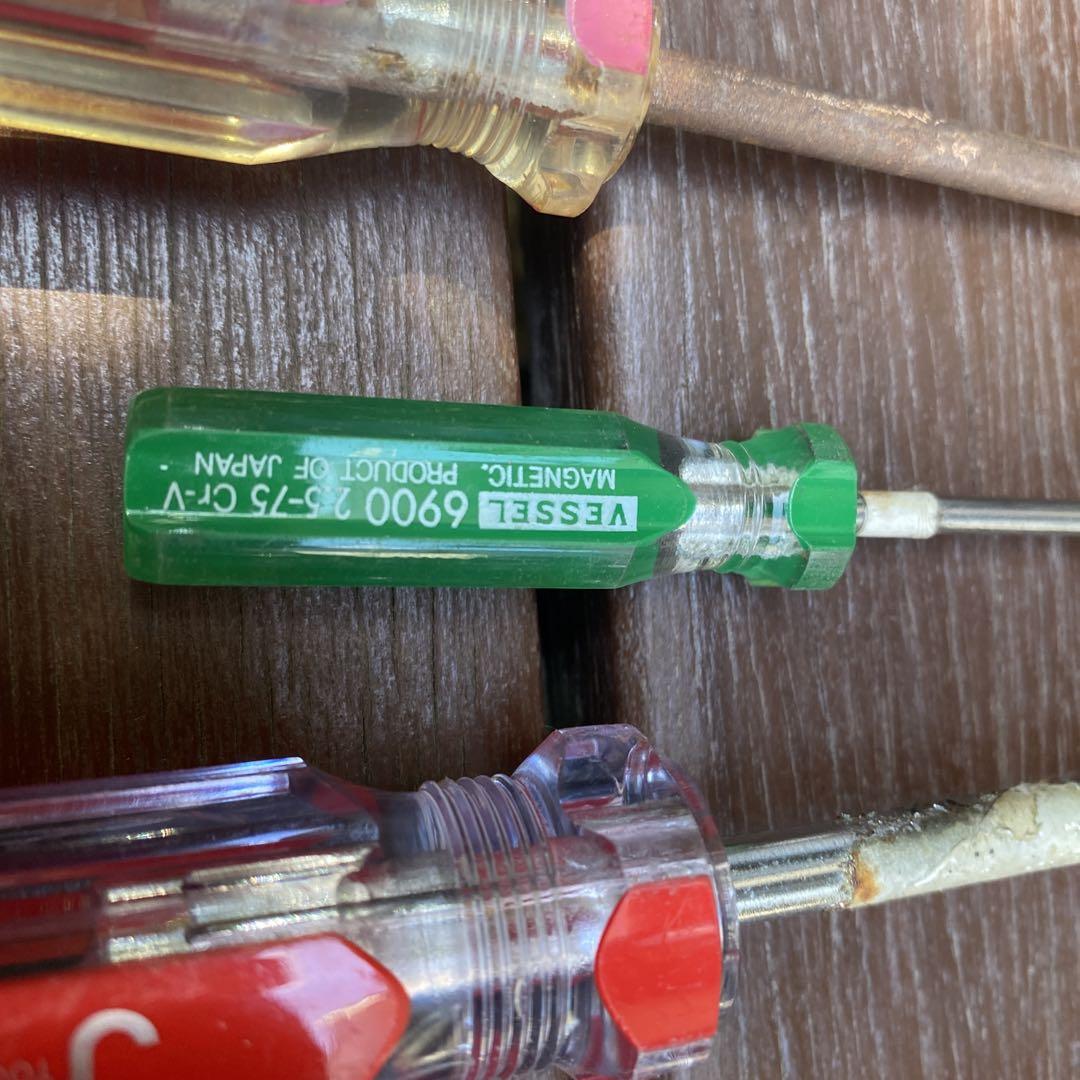 VESSEL 6900 2.5-75 Cr-V
MAGNETIC. PRODUCT OF JAPAN
J